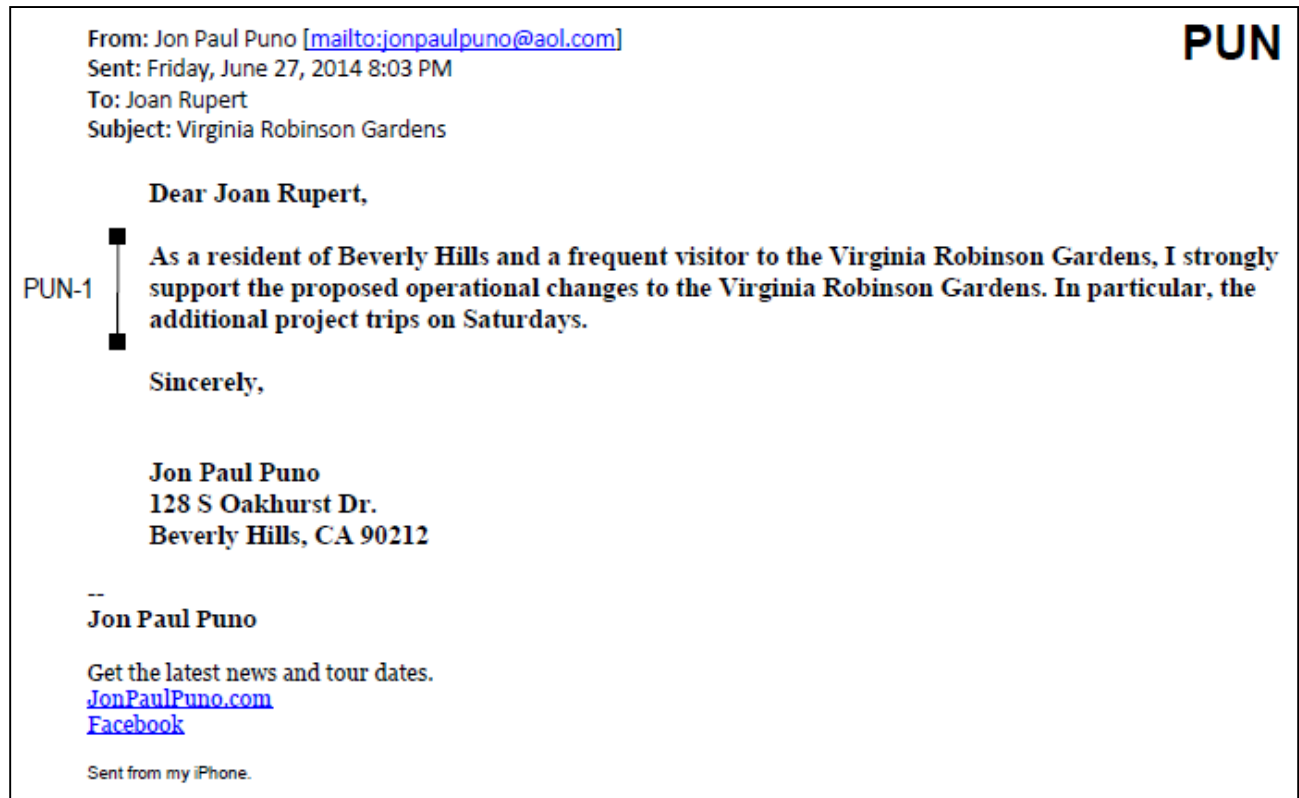 From: Jon Paul Puno [mailto:jonpaulpuno@aol.com]
PUN
Sent: Friday, June 27, 2014 8:03 PM
To: Joan Rupert
Subject: Virginia Robinson Gardens
Dear Joan Rupert,
As a resident of Beverly Hills and a frequent visitor to the Virginia Robinson Gardens, I strongly
PUN-1
support the proposed operational changes to the Virginia Robinson Gardens. In particular, the
additional project trips on Saturdays.
Sincerely,
Jon Paul Puno
128 S Oakhurst Dr.
Beverly Hills, CA 90212
--
Jon Paul Puno
Get the latest news and tour dates.
JonPaulPuno.com
Facebook
Sent from my iPhone.